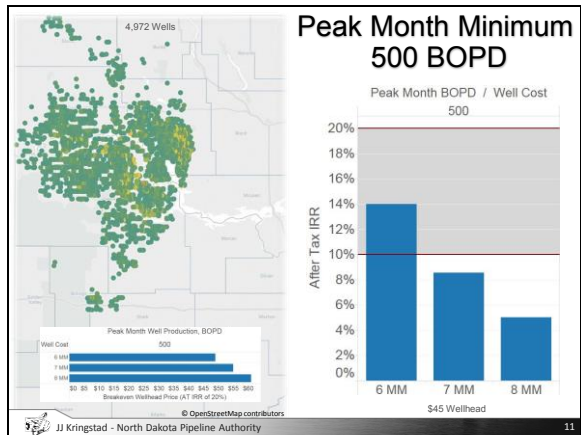 4,972 Wells
Peak Month Minimum
500 BOPD
Peak Month BOPD / Well Cost
500
After Tax IRR
20%
18%
16%
14%
12%
10%
8%
6%
4%
2%
0%
6 MM
7 MM
8 MM
$45 Wellhead
Peak Month Well Production, BOPD
Well Cost
500
6 MM
7 MM
8 MM
$0 $5 $10 $15 $20 $25 $30 $35 $40 $45 $50 $55 $60
Breakeven Wellhead Price (AT IRR of 20%)
© OpenStreetMap contributors
JJ Kringstad - North Dakota Pipeline Authority
11